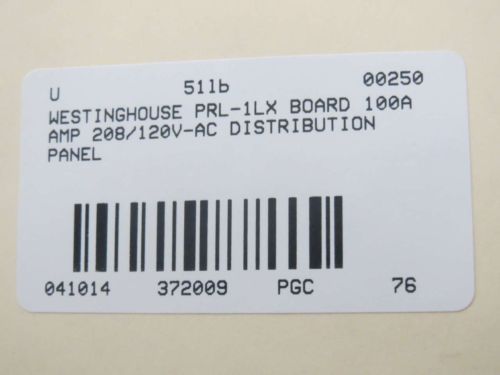 U 51lb 00250
WESTINGHOUSE PRL-1LX BOARD 100A
AMP 208/120V-AC DISTRIBUTION
PANEL
041014 372009 PGC 76